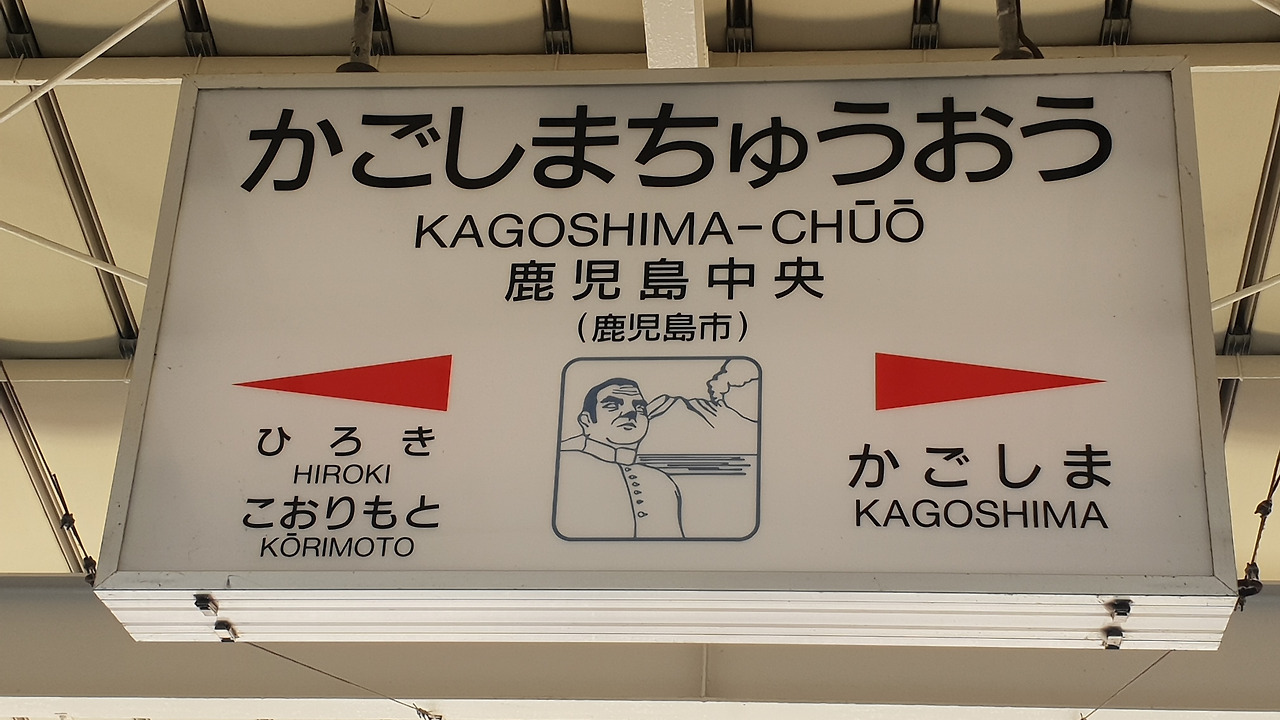 かごしまちゅうおう
KAGOSHIMA-CHŪŌ
鹿児島中央
(鹿児島市)
ひろき
HIROKI
こおりもと
KŌRIMOTO
かごしま
KAGOSHIMA